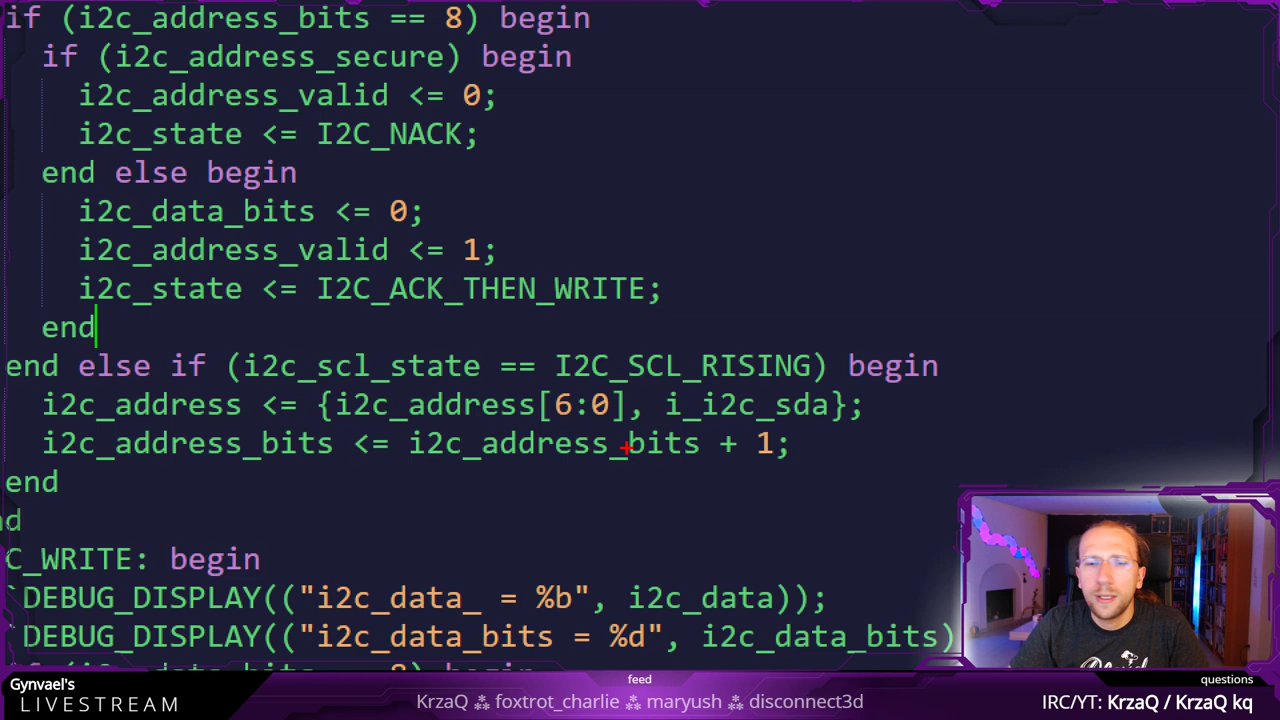 if (i2c_address_bits == 8) begin
if (i2c_address_secure) begin
i2c_address_valid <= 0;
i2c_state <= I2C_NACK;
end else begin
i2c_data_bits <= 0;
i2c_address_valid <= 1;
i2c_state <= I2C_ACK_THEN_WRITE;
end
end else if (i2c_scl_state == I2C_SCL_RISING) begin
i2c_address <= {i2c_address[6:0], i_i2c_sda};
i2c_address_bits <= i2c_address_bits + 1;
end
d
C_WRITE: begin
`DEBUG_DISPLAY(("i2c_data_ = %b", i2c_data));
`DEBUG_DISPLAY(("i2c_data_bits = %d", i2c_data_bits)
Gynvael's
LIVESTREAM
feed
KrzaQ ⁂ foxtrot_charlie ⁂ maryush ⁂ disconnect3d
questions
IRC/YT: KrzaQ / KrzaQ kq